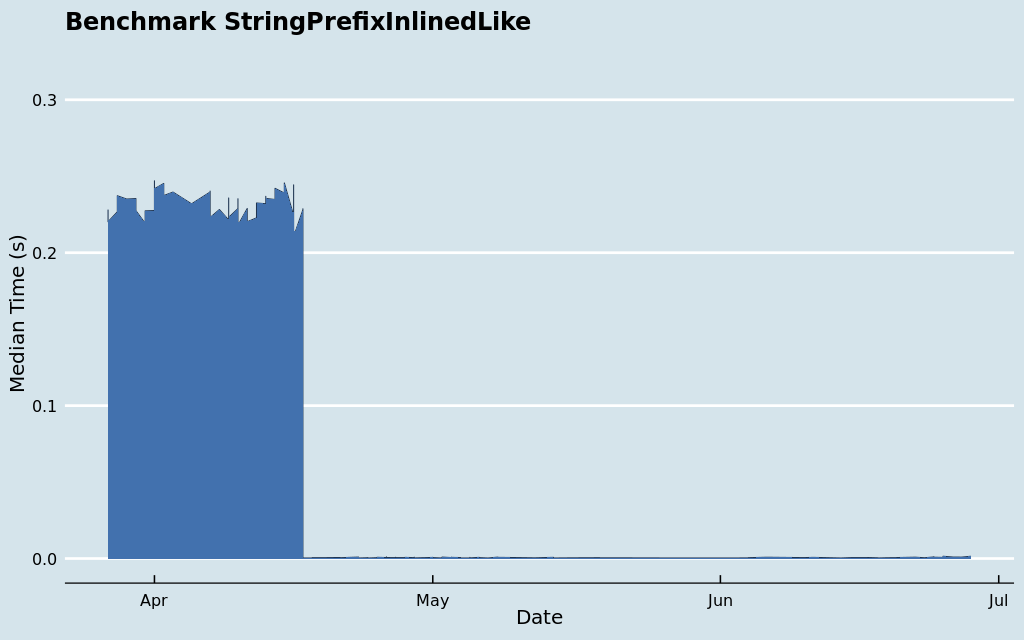 Benchmark StringPrefixInlinedLike
Median Time (s)
0.3
0.2
0.1
0.0
Apr
May
Jun
Jul
Date